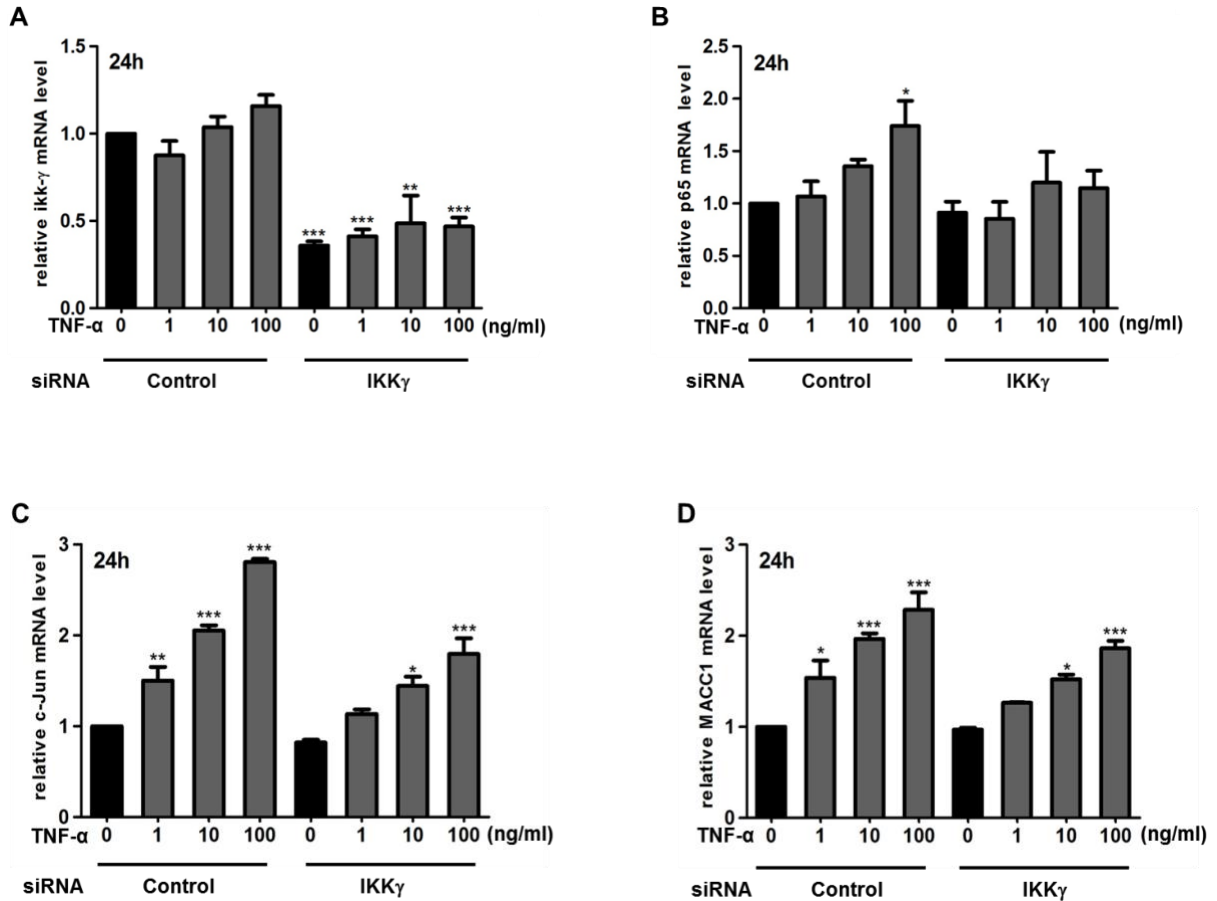 A
relative ikk-γ mRNA level
1.5
1.0
0.5
0.0
24h
*** *** ** ***
TNF-α 0 1 10 100 0 1 10 100 (ng/ml)
siRNA Control IKKγ
B
relative p65 mRNA level
2.5
2.0
1.5
1.0
0.5
0.0
24h
*
TNF-α 0 1 10 100 0 1 10 100 (ng/ml)
siRNA Control IKKγ
C
relative c-Jun mRNA level
3
2
1
0
24h
** *** *** * ***
TNF-α 0 1 10 100 0 1 10 100 (ng/ml)
siRNA Control IKKγ
D
relative MACC1 mRNA level
3
2
1
0
24h
* *** *** * ***
TNF-α 0 1 10 100 0 1 10 100 (ng/ml)
siRNA Control IKKγ